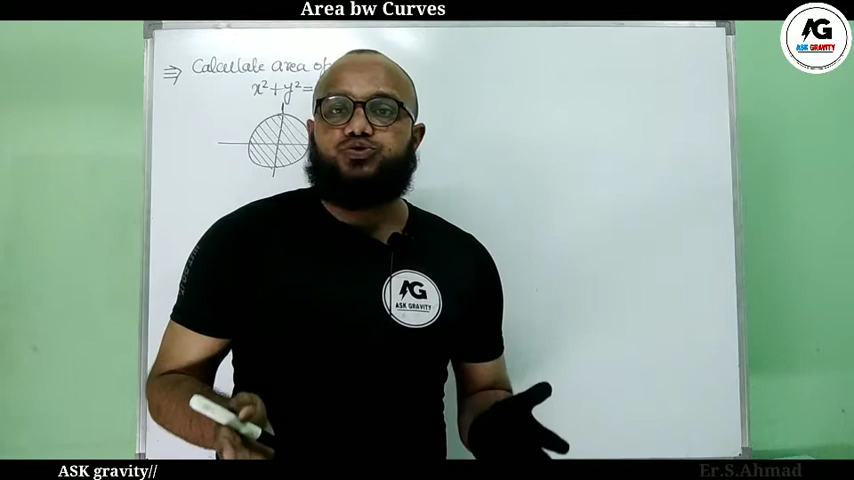 Area bw Curves
AG
ASK GRAVITY
⇒ Calculate area of
x²+y²=
AG
ASK GRAVITY
ASK gravity//
Er.S.Ahmad